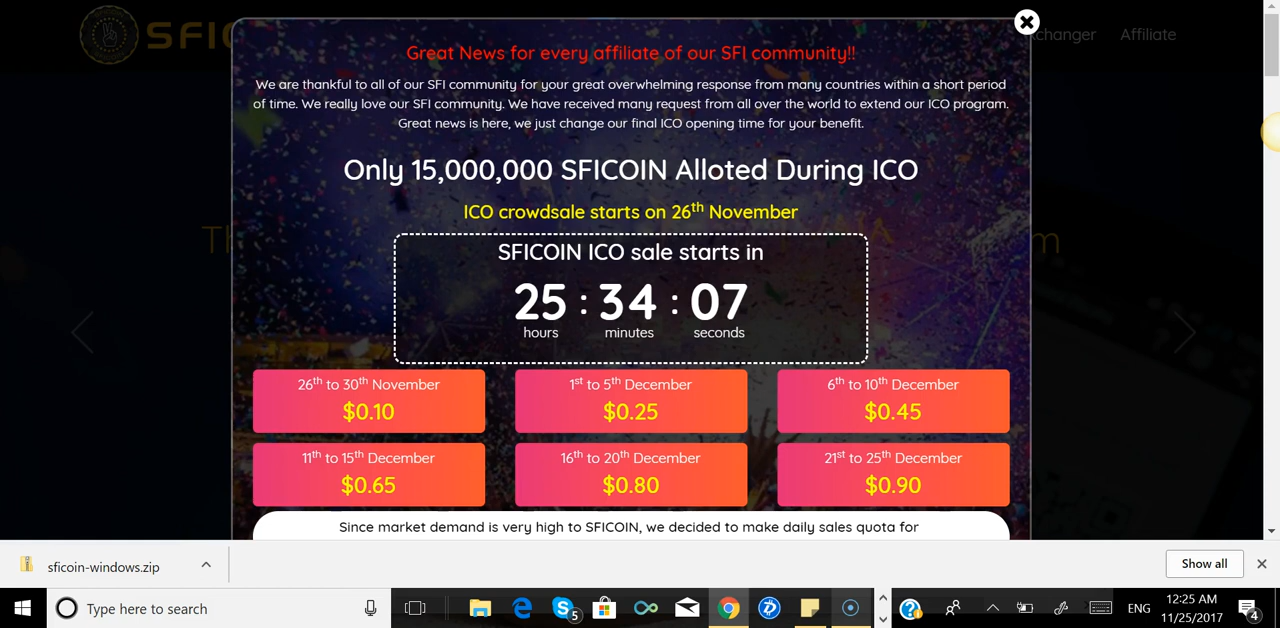 SFIC
changer Affiliate
Great News for every affiliate of our SFI community!!
We are thankful to all of our SFI community for your great overwhelming response from many countries within a short period
of time. We really love our SFI community. We have received many request from all over the world to extend our ICO program.
Great news is here, we just change our final ICO opening time for your benefit.
Only 15,000,000 SFICOIN Alloted During ICO
ICO crowdsale starts on 26th November
SFICOIN ICO sale starts in
25 : 34 : 07
hours minutes seconds
26th to 30th November
$0.10
1st to 5th December
$0.25
6th to 10th December
$0.45
11th to 15th December
$0.65
16th to 20th December
$0.80
21st to 25th December
$0.90
Since market demand is very high to SFICOIN, we decided to make daily sales quota for
sficoin-windows.zip
Show all
Type here to search
5
ENG
12:25 AM
11/25/2017
4